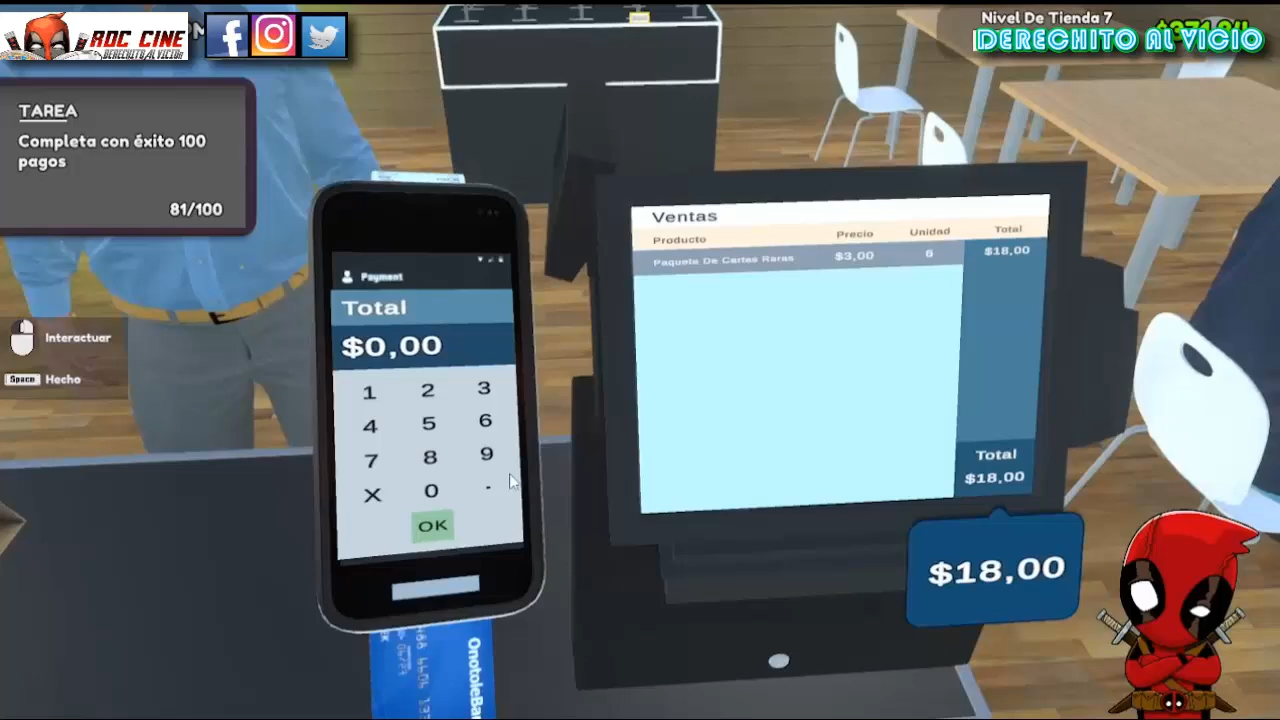 RDC CINE
DERECHITO AL VICIO
Nivel De Tienda 7
DERECHITO AL VICIO
TAREA
Completa con éxito 100
pagos
81/100
Interactuar
Space Hecho
Payment
Total
$0,00
1 2 3
4 5 6
7 8 9
X 0 .
OK
Ventas
Producto Precio Unidad Total
Paquete De Cartas Raras $3,00 6 $18,00
Total
$18,00
$18,00